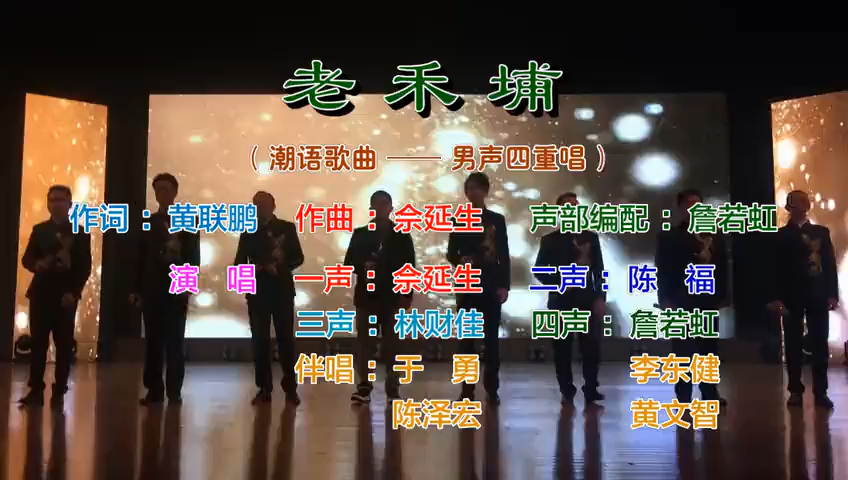 老禾埔
（ 潮语歌曲 —— 男声四重唱 ）
作词 ： 黄联鹏 作曲 ： 余延生 声部编配 ： 詹若虹
演 唱 一声 ： 余延生 二声 ： 陈 福
三声 ： 林财佳 四声 ： 詹若虹
伴唱 ： 于 勇 李东健
陈泽宏 黄文智